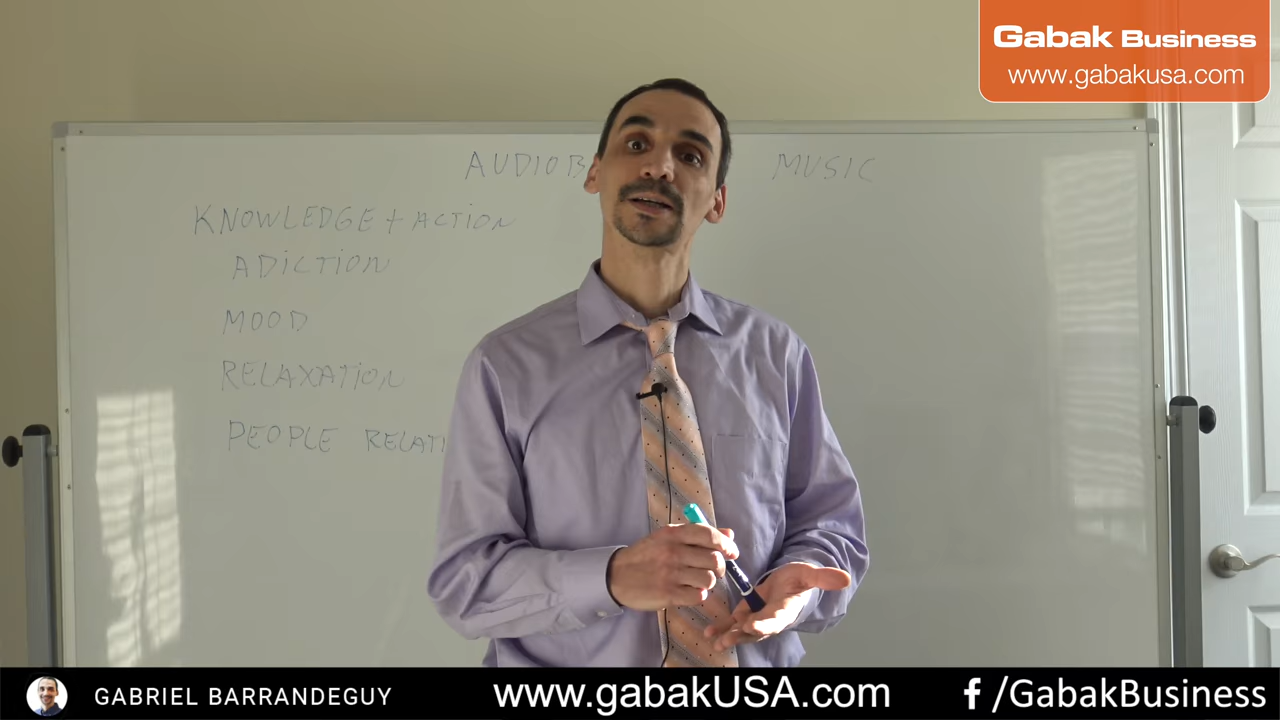 Gabak Business
www.gabakusa.com
AUDIOB MUSIC
KNOWLEDGE + ACTION
ADICTION
MOOD
RELAXATION
PEOPLE RELATI
GABRIEL BARRANDEGUY
www.gabakUSA.com
f/GabakBusiness